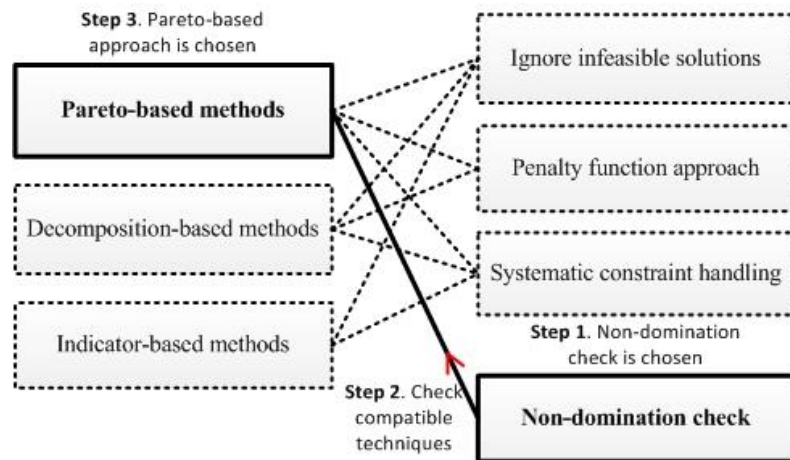 Step 3. Pareto-based
approach is chosen
Pareto-based methods
Decomposition-based methods
Indicator-based methods
Ignore infeasible solutions
Penalty function approach
Systematic constraint handling
Step 1. Non-domination
check is chosen
Step 2. Check
compatible
techniques
Non-domination check